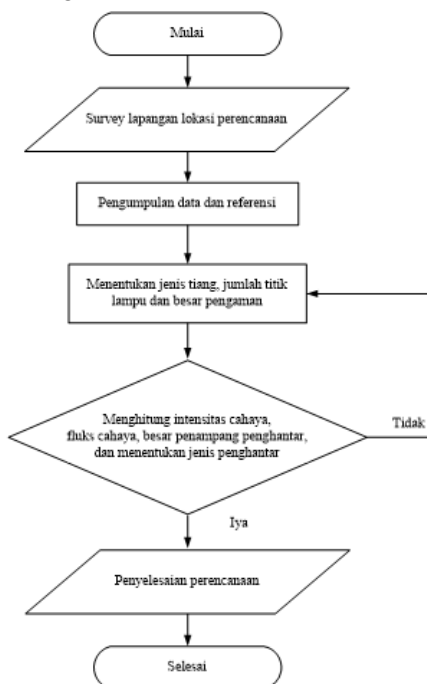 Mulai
Survey lapangan lokasi perencanaan
Pengumpulan data dan referensi
Menentukan jenis tiang, jumlah titik
lampu dan besar pengaman
Menghitung intensitas cahaya,
fluks cahaya, besar penampang penghantar,
dan menentukan jenis penghantar
Tidak
Iya
Penyelesaian perencanaan
Selesai